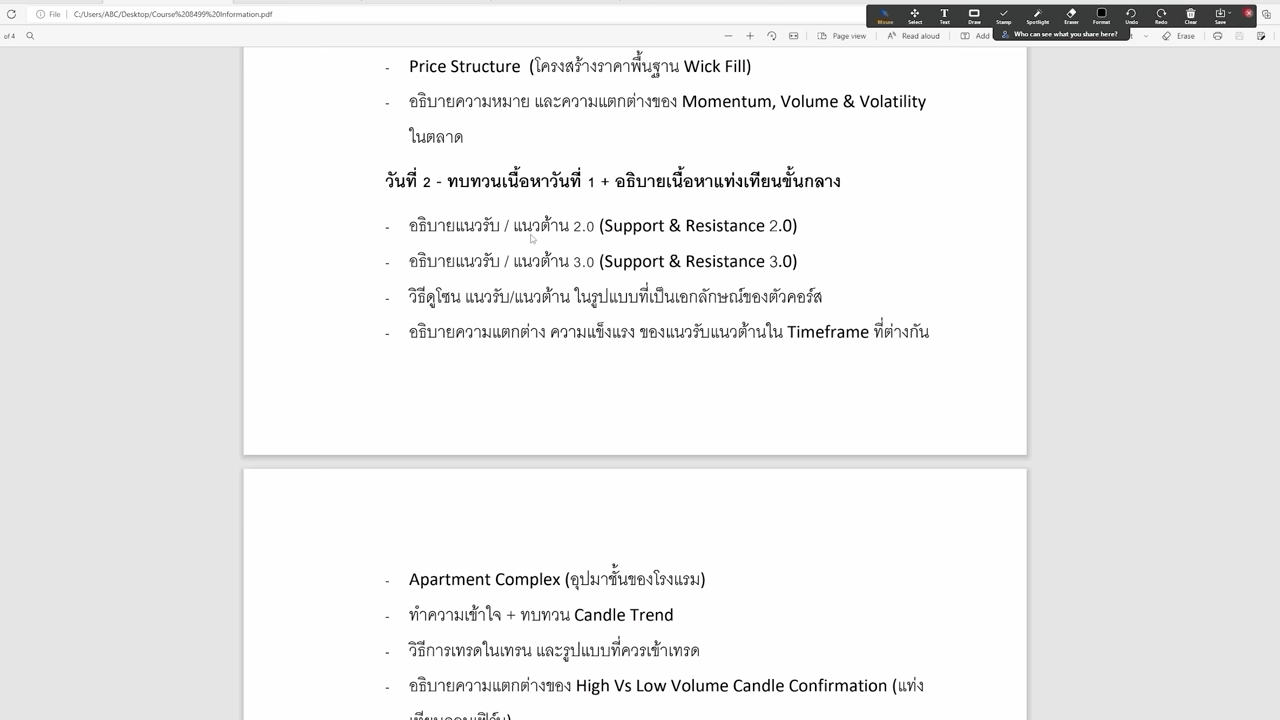 File
C:/Users/ABC/Desktop/Course%208499%20Information.pdf
Mouse Select Text Draw Stamp Spotlight Eraser Format Undo Redo Clear Save
Who can see what you share here?
of 4
Page view
Read aloud
Add
Erase
- Price Structure (โครงสร้างราคาพื้นฐาน Wick Fill)
- อธิบายความหมาย และความแตกต่างของ Momentum, Volume & Volatility
ในตลาด
วันที่ 2 - ทบทวนเนื้อหาวันที่ 1 + อธิบายเนื้อหาแท่งเทียนขั้นกลาง
- อธิบายแนวรับ / แนวต้าน 2.0 (Support & Resistance 2.0)
- อธิบายแนวรับ / แนวต้าน 3.0 (Support & Resistance 3.0)
- วิธีดูโซน แนวรับ/แนวต้าน ในรูปแบบที่เป็นเอกลักษณ์ของตัวคอร์ส
- อธิบายความแตกต่าง ความแข็งแรง ของแนวรับแนวต้านใน Timeframe ที่ต่างกัน
- Apartment Complex (อุปมาชั้นของโรงแรม)
- ทำความเข้าใจ + ทบทวน Candle Trend
- วิธีการเทรดในเทรน และรูปแบบที่ควรเข้าเทรด
- อธิบายความแตกต่างของ High Vs Low Volume Candle Confirmation (แท่ง
เทียนคอนเฟิร์ม)